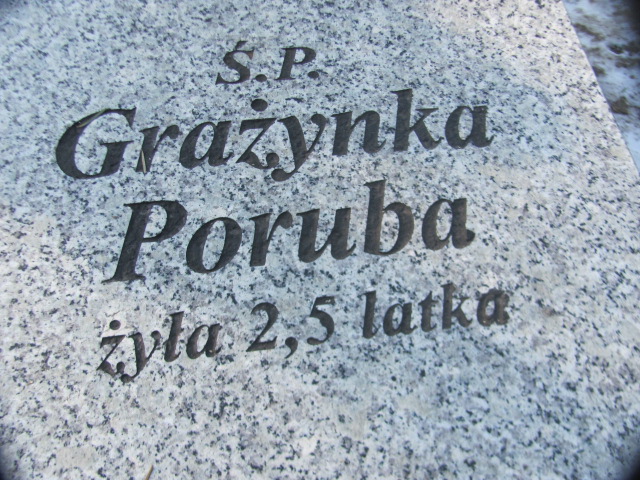 Ś.P.
Grażynka
Poruba
żyła 2,5 latka